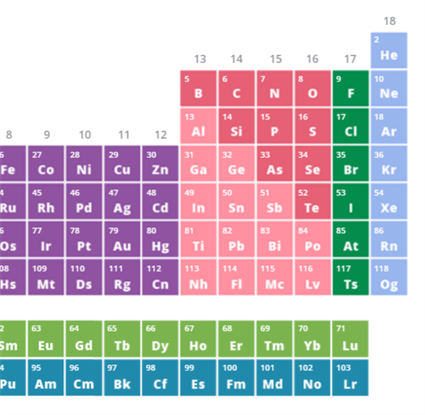 18
2
He
13 14 15 16 17
5 6 7 8 9 10
B C N O F Ne
13 14 15 16 17 18
Al Si P S Cl Ar
8 9 10 11 12
6 27 28 29 30 31 32 33 34 35 36
Fe Co Ni Cu Zn Ga Ge As Se Br Kr
4 45 46 47 48 49 50 51 52 53 54
Ru Rh Pd Ag Cd In Sn Sb Te I Xe
6 77 78 79 80 81 82 83 84 85 86
Os Ir Pt Au Hg Ti Pb Bi Po At Rn
08 109 110 111 112 113 114 115 116 117 118
Hs Mt Ds Rg Cn Nh Fl Mc Lv Ts Og
2 63 64 65 66 67 68 69 70 71
Sm Eu Gd Tb Dy Ho Er Tm Yb Lu
4 95 96 97 98 99 100 101 102 103
Pu Am Cm Bk Cf Es Fm Md No Lr